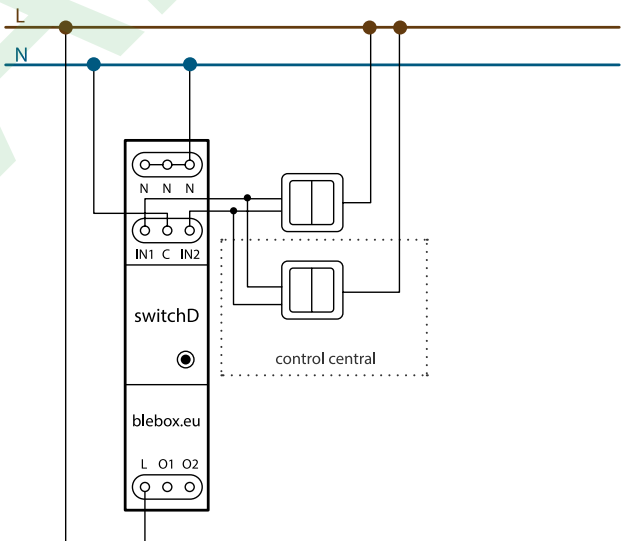 L
N
N N N
IN1 C IN2
switchD
control central
blebox.eu
L O1 O2